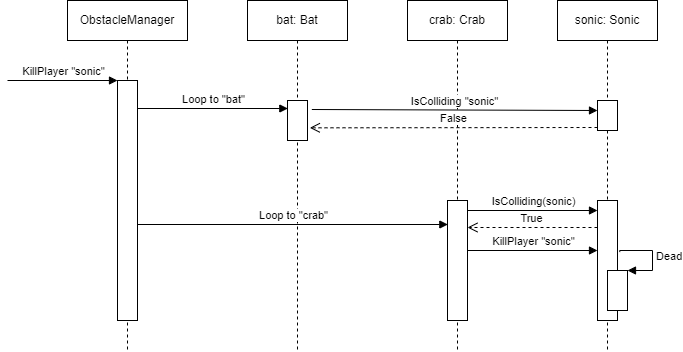 ObstacleManager
bat: Bat
crab: Crab
sonic: Sonic
KillPlayer "sonic"
Loop to "bat"
IsColliding "sonic"
False
IsColliding(sonic)
Loop to "crab"
True
KillPlayer "sonic"
Dead